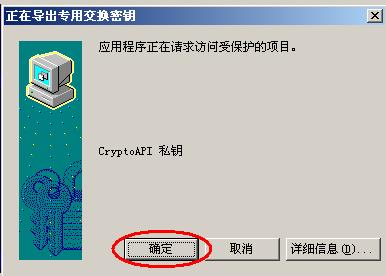 正在导出专用交换密钥
应用程序正在请求访问受保护的项目。
CryptoAPI 私钥
确定
取消
详细信息(D)...